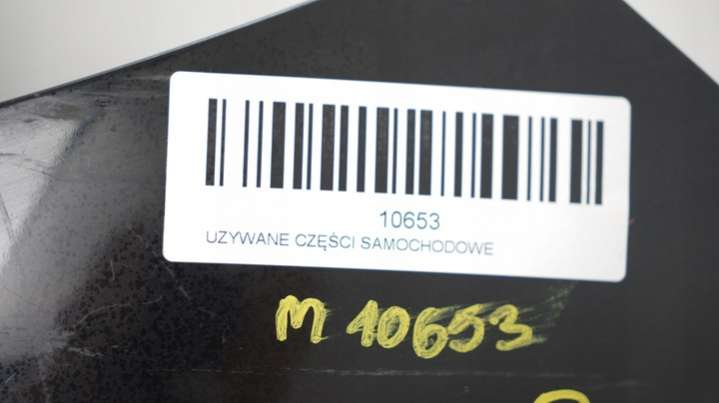 10653
UZYWANE CZĘŚCI SAMOCHODOWE
M 10653